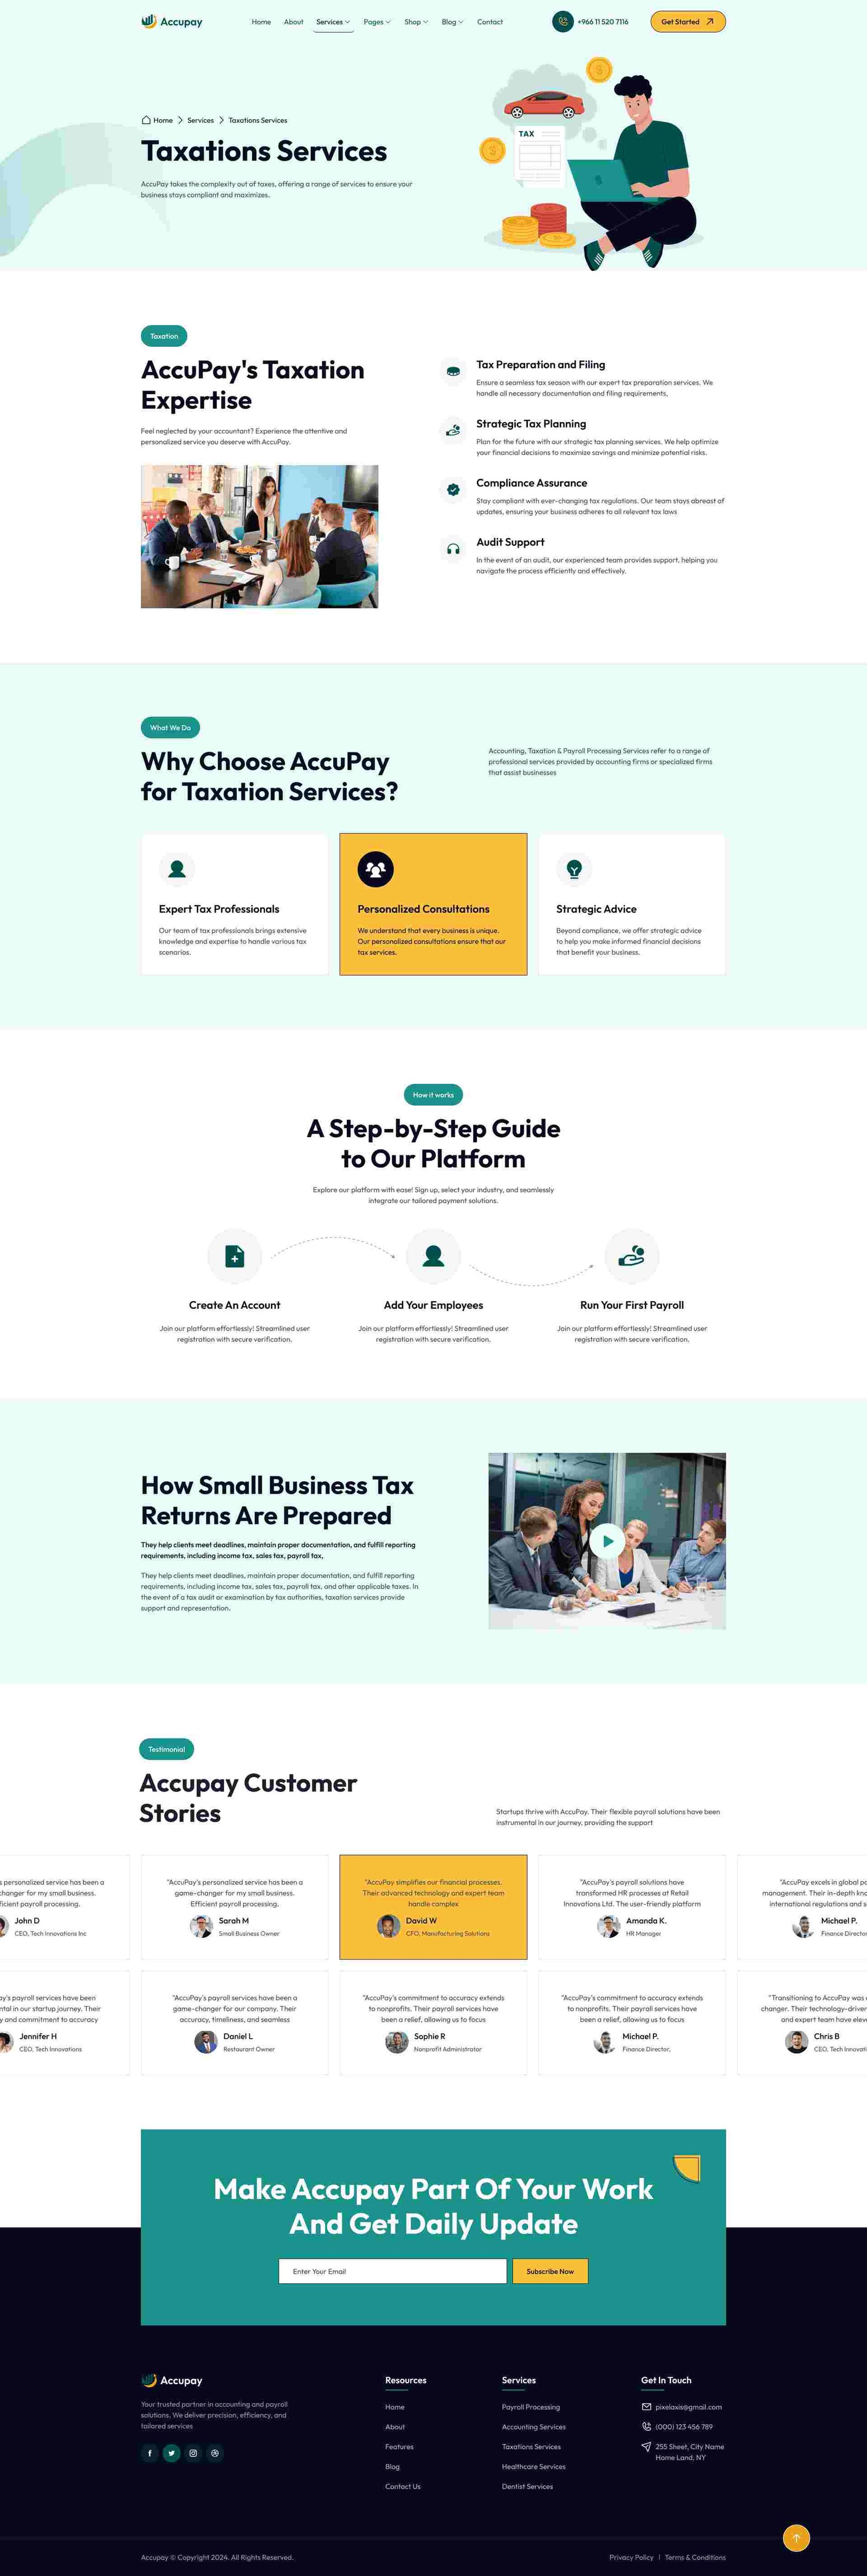 Accupay
Home
About
Services
Pages
Shop
Blog
Contact
+966 11 520 7116
Get Started
Home
Services
Taxations Services
Taxations Services
AccuPay takes the complexity out of taxes, offering a range of services to ensure your
business stays compliant and maximizes.
TAX
Taxation
AccuPay's Taxation
Expertise
Feel neglected by your accountant? Experience the attentive and
personalized service you deserve with AccuPay.
Tax Preparation and Filing
Ensure a seamless tax season with our expert tax preparation services. We
handle all necessary documentation and filing requirements,
Strategic Tax Planning
Plan for the future with our strategic tax planning services. We help optimize
your financial decisions to maximize savings and minimize potential risks.
Compliance Assurance
Stay compliant with ever-changing tax regulations. Our team stays abreast of
updates, ensuring your business adheres to all relevant tax laws
Audit Support
In the event of an audit, our experienced team provides support, helping you
navigate the process efficiently and effectively.
What We Do
Why Choose AccuPay
for Taxation Services?
Accounting, Taxation & Payroll Processing Services refer to a range of
professional services provided by accounting firms or specialized firms
that assist businesses
Expert Tax Professionals
Our team of tax professionals brings extensive
knowledge and expertise to handle various tax
scenarios.
Personalized Consultations
We understand that every business is unique.
Our personalized consultations ensure that our
tax services.
Strategic Advice
Beyond compliance, we offer strategic advice
to help you make informed financial decisions
that benefit your business.
How it works
A Step-by-Step Guide
to Our Platform
Explore our platform with ease! Sign up, select your industry, and seamlessly
integrate our tailored payment solutions.
Create An Account
Join our platform effortlessly! Streamlined user
registration with secure verification.
Add Your Employees
Join our platform effortlessly! Streamlined user
registration with secure verification.
Run Your First Payroll
Join our platform effortlessly! Streamlined user
registration with secure verification.
How Small Business Tax
Returns Are Prepared
They help clients meet deadlines, maintain proper documentation, and fulfill reporting
requirements, including income tax, sales tax, payroll tax,
They help clients meet deadlines, maintain proper documentation, and fulfill reporting
requirements, including income tax, sales tax, payroll tax, and other applicable taxes. In
the event of a tax audit or examination by tax authorities, taxation services provide
support and representation.
Testimonial
Accupay Customer
Stories
Startups thrive with AccuPay. Their flexible payroll solutions have been
instrumental in our journey, providing the support
s personalized service has been a
changer for my small business.
icient payroll processing.
John D
CEO, Tech Innovations Inc
"AccuPay's personalized service has been a
game-changer for my small business.
Efficient payroll processing.
Sarah M
Small Business Owner
"AccuPay simplifies our financial processes.
Their advanced technology and expert team
handle complex
David W
CFO, Manufacturing Solutions
"AccuPay's payroll solutions have
transformed HR processes at Retail
Innovations Ltd. The user-friendly platform
Amanda K.
HR Manager
"AccuPay excels in global pa
management. Their in-depth kno
international regulations and s
Michael P.
Finance Director
ay's payroll services have been
ntal in our startup journey. Their
y and commitment to accuracy
Jennifer H
CEO, Tech Innovations
"AccuPay's payroll services have been a
game-changer for our company. Their
accuracy, timeliness, and seamless
Daniel L
Restaurant Owner
"AccuPay's commitment to accuracy extends
to nonprofits. Their payroll services have
been a relief, allowing us to focus
Sophie R
Nonprofit Administrator
"AccuPay's commitment to accuracy extends
to nonprofits. Their payroll services have
been a relief, allowing us to focus
Michael P.
Finance Director,
"Transitioning to AccuPay was
changer. Their technology-driven
and expert team have elev
Chris B
CEO, Tech Innovati
Make Accupay Part Of Your Work
And Get Daily Update
Enter Your Email
Subscribe Now
Accupay
Your trusted partner in accounting and payroll
solutions. We deliver precision, efficiency, and
tailored services
Resources
Home
About
Features
Blog
Contact Us
Services
Payroll Processing
Accounting Services
Taxations Services
Healthcare Services
Dentist Services
Get In Touch
pixelaxis@gmail.com
(000) 123 456 789
255 Sheet, City Name
Home Land, NY
Accupay © Copyright 2024. All Rights Reserved.
Privacy Policy | Terms & Conditions